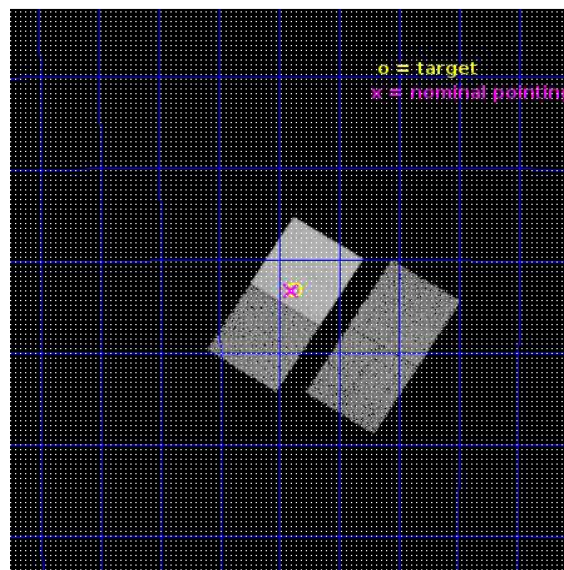 o = target
x = nominal pointin